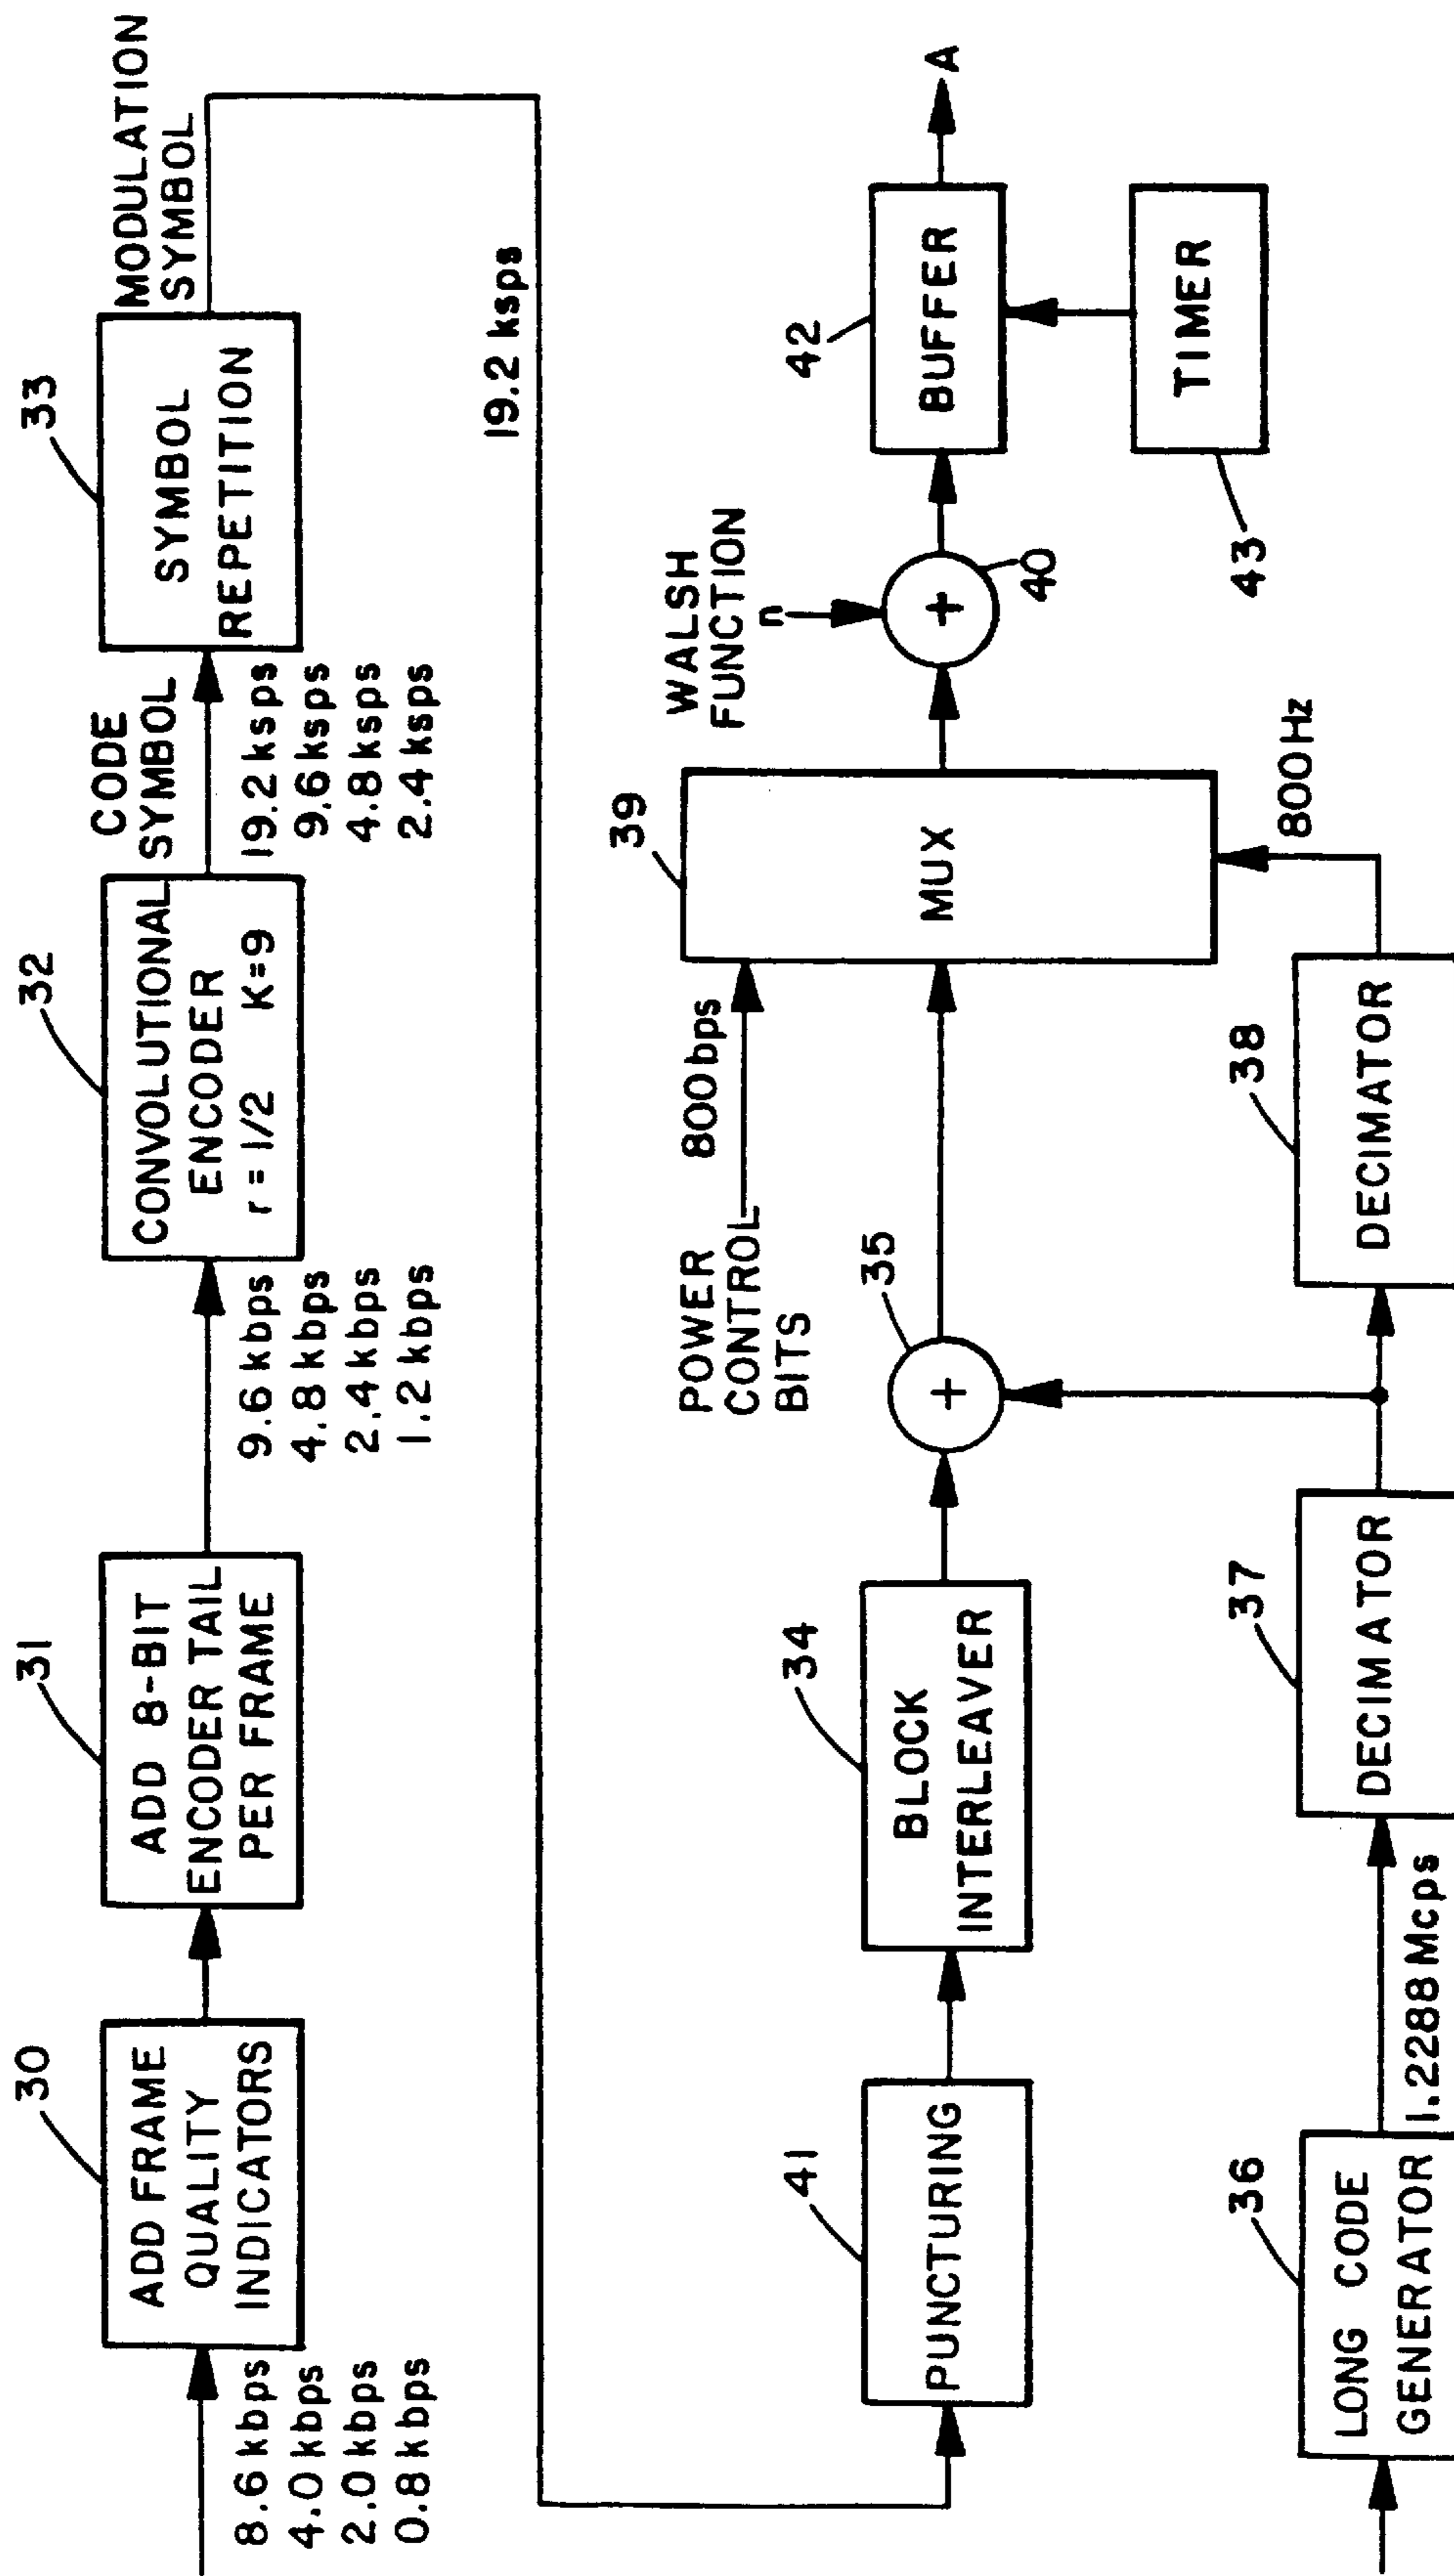 30
ADD FRAME
QUALITY
INDICATORS
8.6 kbps
4.0 kbps
2.0 kbps
0.8 kbps
31
ADD 8-BIT
ENCODER TAIL
PER FRAME
9.6 kbps
4.8 kbps
2.4 kbps
1.2 kbps
32
CONVOLUTIONAL
ENCODER
r = 1/2 K=9
CODE
SYMBOL
19.2 ksps
9.6 ksps
4.8 ksps
2.4 ksps
33
SYMBOL
REPETITION
MODULATION
SYMBOL
19.2 ksps
41
PUNCTURING
34
BLOCK
INTERLEAVER
35
+
POWER
CONTROL
BITS
800 bps
39
MUX
WALSH
FUNCTION
n
+
40
42
BUFFER
A
36
LONG CODE
GENERATOR
1.2288 Mcps
37
DECIMATOR
38
DECIMATOR
800 Hz
43
TIMER